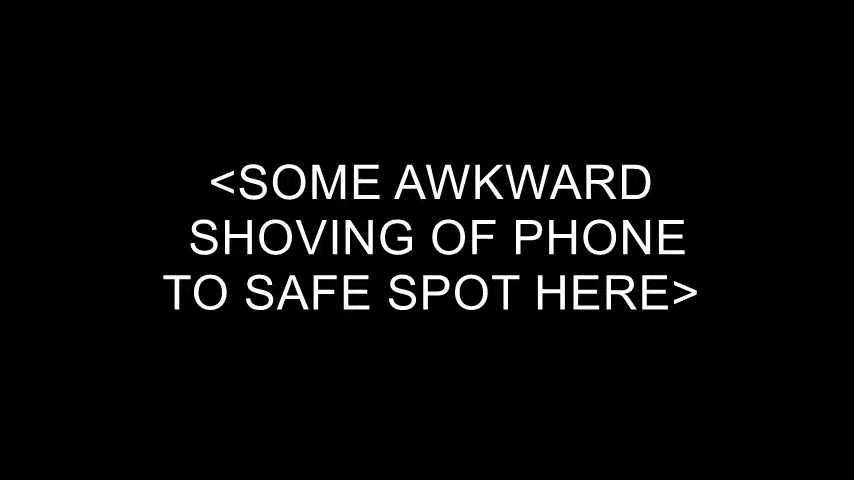 <SOME AWKWARD
SHOVING OF PHONE
TO SAFE SPOT HERE>